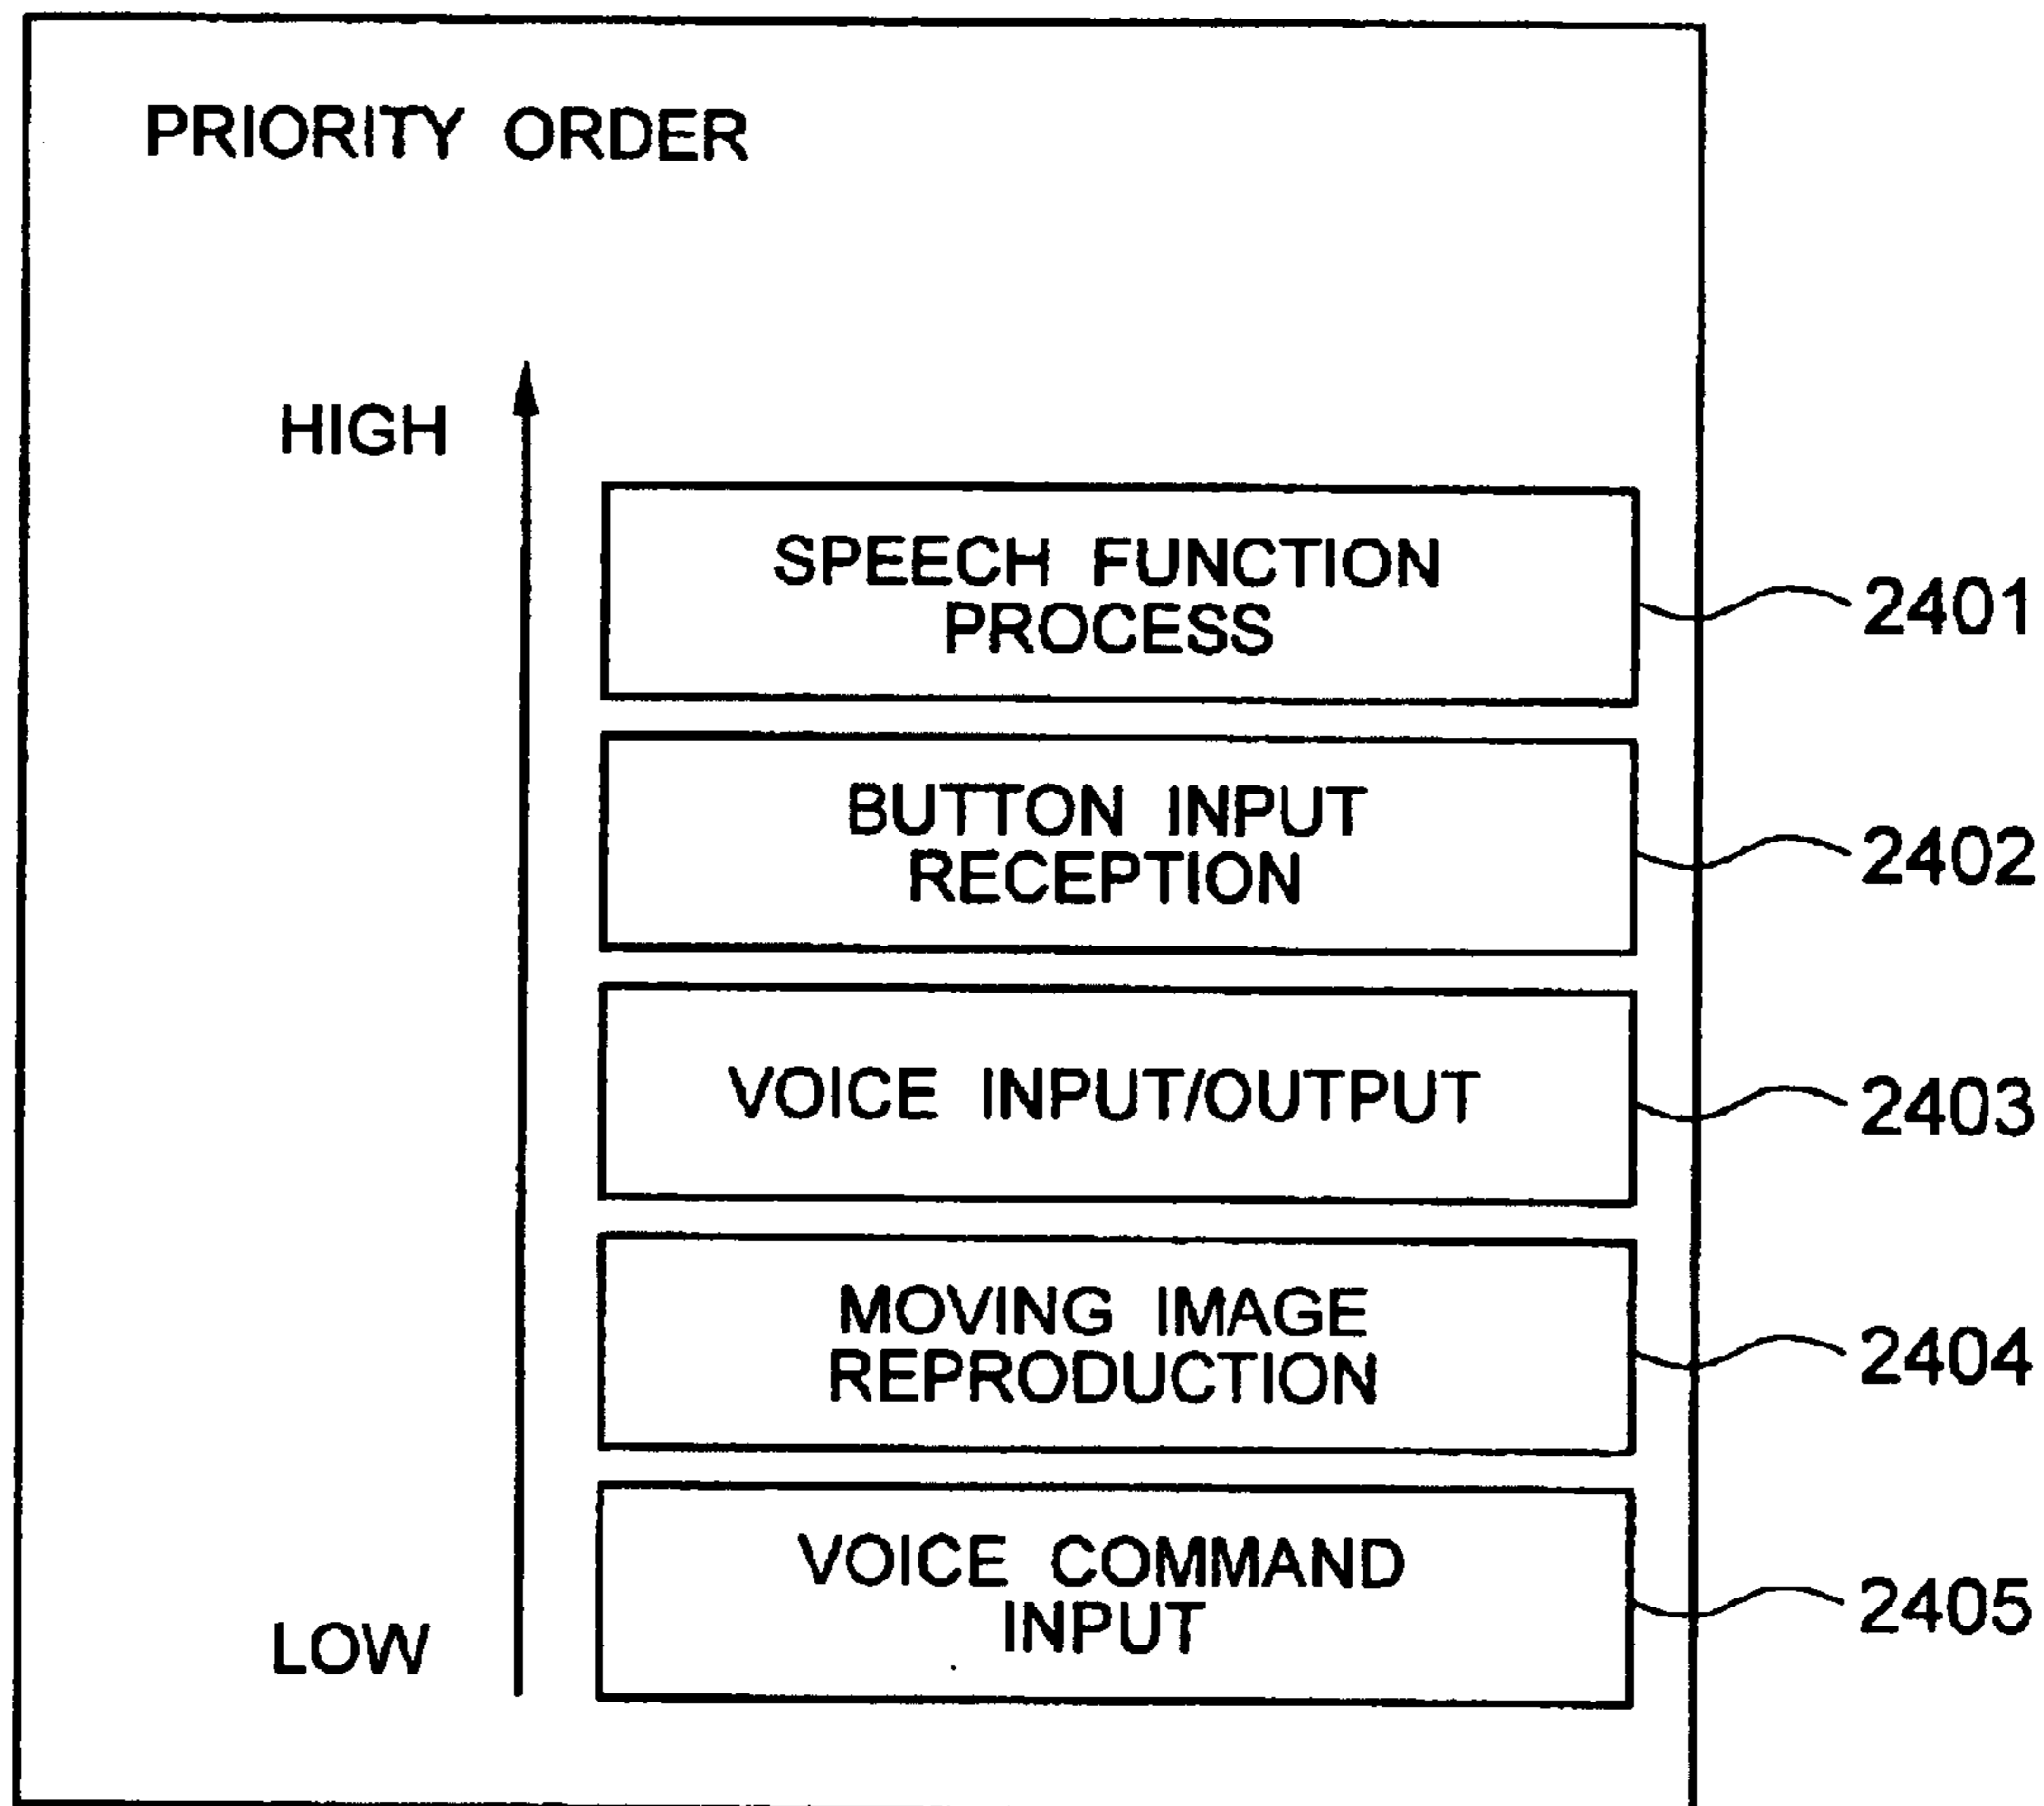 PRIORITY ORDER
HIGH
SPEECH FUNCTION
PROCESS
2401
BUTTON INPUT
RECEPTION
2402
VOICE INPUT/OUTPUT
2403
MOVING IMAGE
REPRODUCTION
2404
VOICE COMMAND
INPUT
2405
LOW